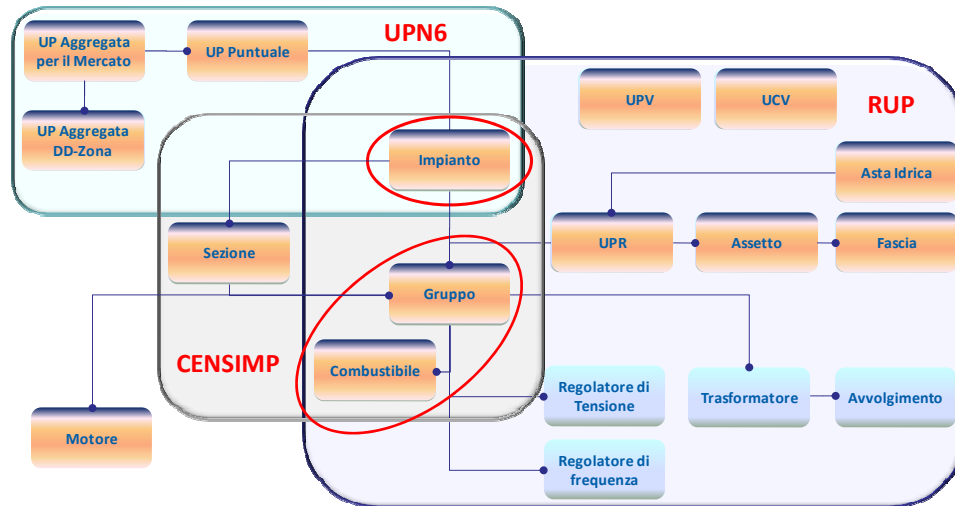 UPN6
UP Aggregata
per il Mercato
UP Puntuale
UPV
UCV
RUP
UP Aggregata
DD-Zona
Impianto
Asta Idrica
Sezione
UPR
Assetto
Fascia
Gruppo
CENSIMP
Combustibile
Regolatore di
Tensione
Trasformatore
Avvolgimento
Motore
Regolatore di
frequenza